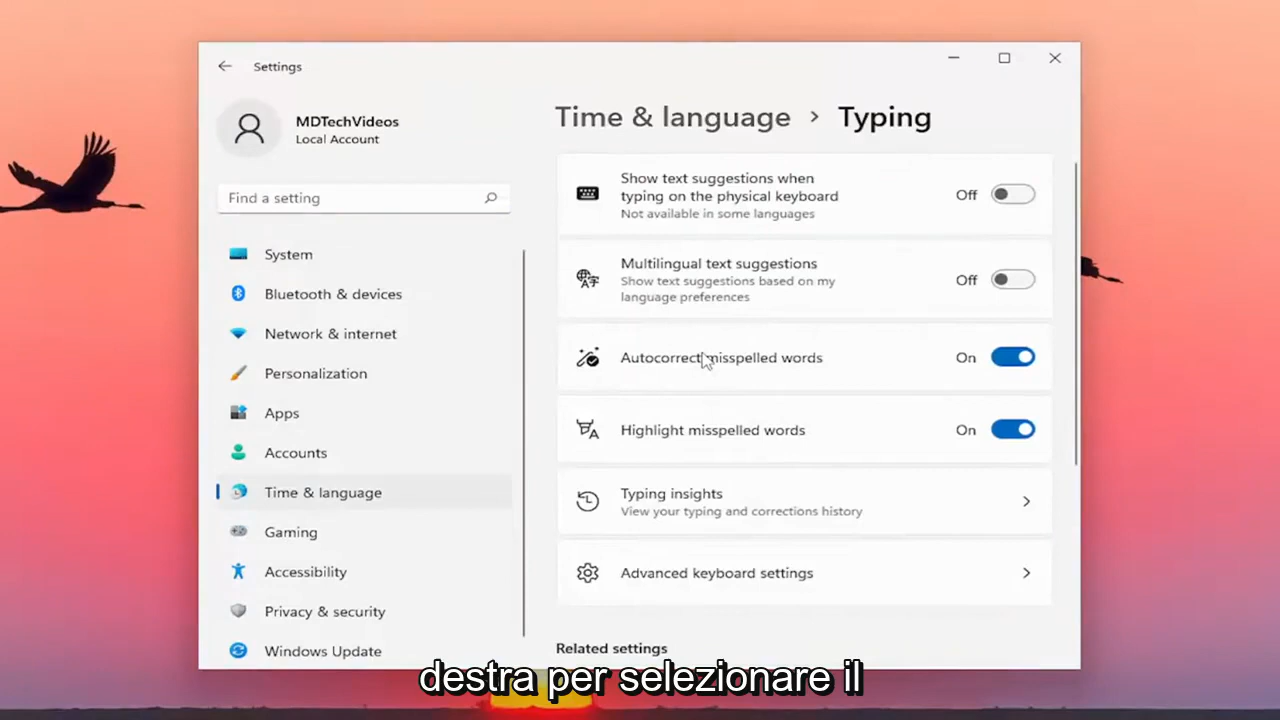 Settings
MDTechVideos
Local Account
Find a setting
System
Bluetooth & devices
Network & internet
Personalization
Apps
Accounts
Time & language
Gaming
Accessibility
Privacy & security
Windows Update
Time & language > Typing
Show text suggestions when
typing on the physical keyboard
Not available in some languages
Off
Multilingual text suggestions
Show text suggestions based on my
language preferences
Off
Autocorrect misspelled words
On
Highlight misspelled words
On
Typing insights
View your typing and corrections history
Advanced keyboard settings
Related settings
destra per selezionare il